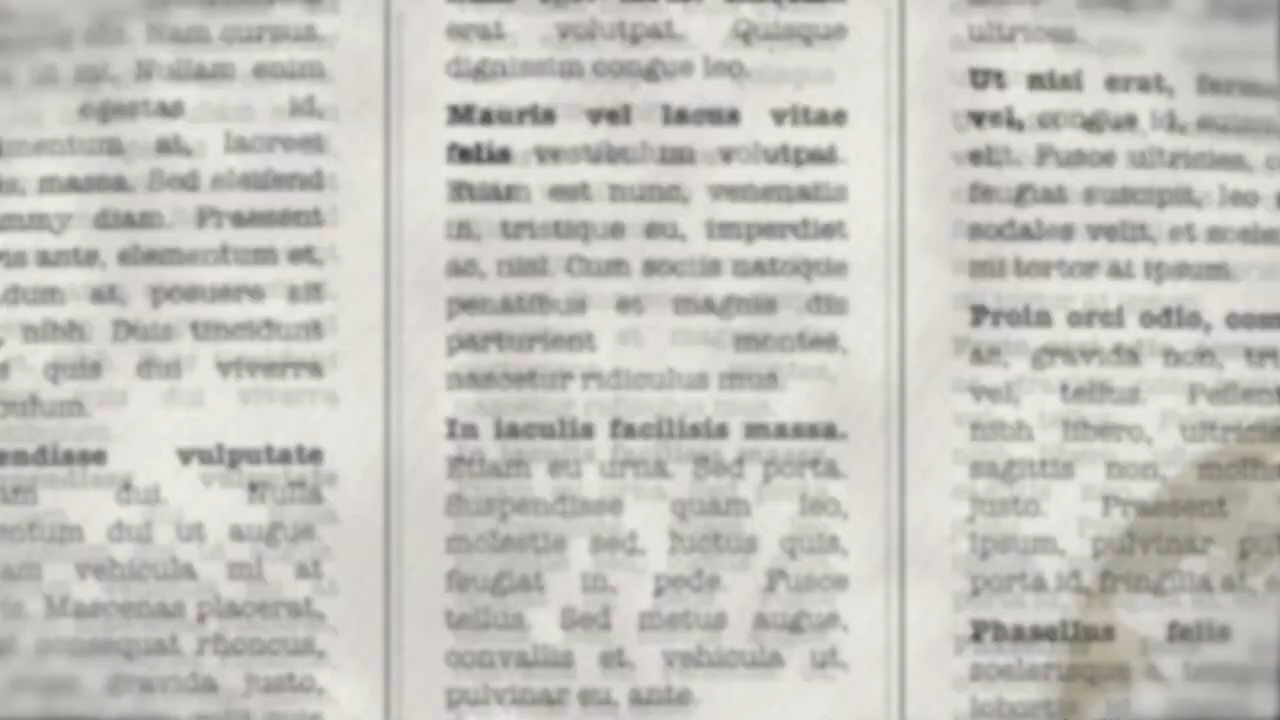 Nam cursus.
in mi. Nullam enim
egestas id,
at, laoreet
massa. Sed eleifend
diam. Praesent
ante, elementum et,
at, posuere sit
nibh. Duis tincidunt
quis dui viverra
vulputate
dui. Nulla
dui ut augue.
vehicula mi at
Maecenas placerat,
consequat rhoncus,
gravida justo,
erat volutpat. Quisque
dignissim congue leo.
Mauris vel lacus vitae
felis vestibulum volutpat.
Etiam est nunc, venenatis
in, tristique eu, imperdiet
ac, nisl. Cum sociis natoque
penatibus et magnis dis
parturient montes,
nascetur ridiculus mus.
In iaculis facilisis massa.
Etiam eu urna. Sed porta.
Suspendisse quam leo,
molestie sed, luctus quis,
feugiat in, pede. Fusce
tellus. Sed metus augue,
convallis et, vehicula ut,
pulvinar eu, ante.
ultrices.
Ut nisi erat,
vel, congue id,
elit. Fusce ultricies,
feugiat suscipit, leo
sodales velit, et
mi tortor at ipsum.
Proin orci odio,
ac, gravida non,
vel, tellus.
nibh libero,
sagittis non,
justo. Praesent
ipsum, pulvinar
porta id, fringilla at,
Phasellus felis
scelerisque a,